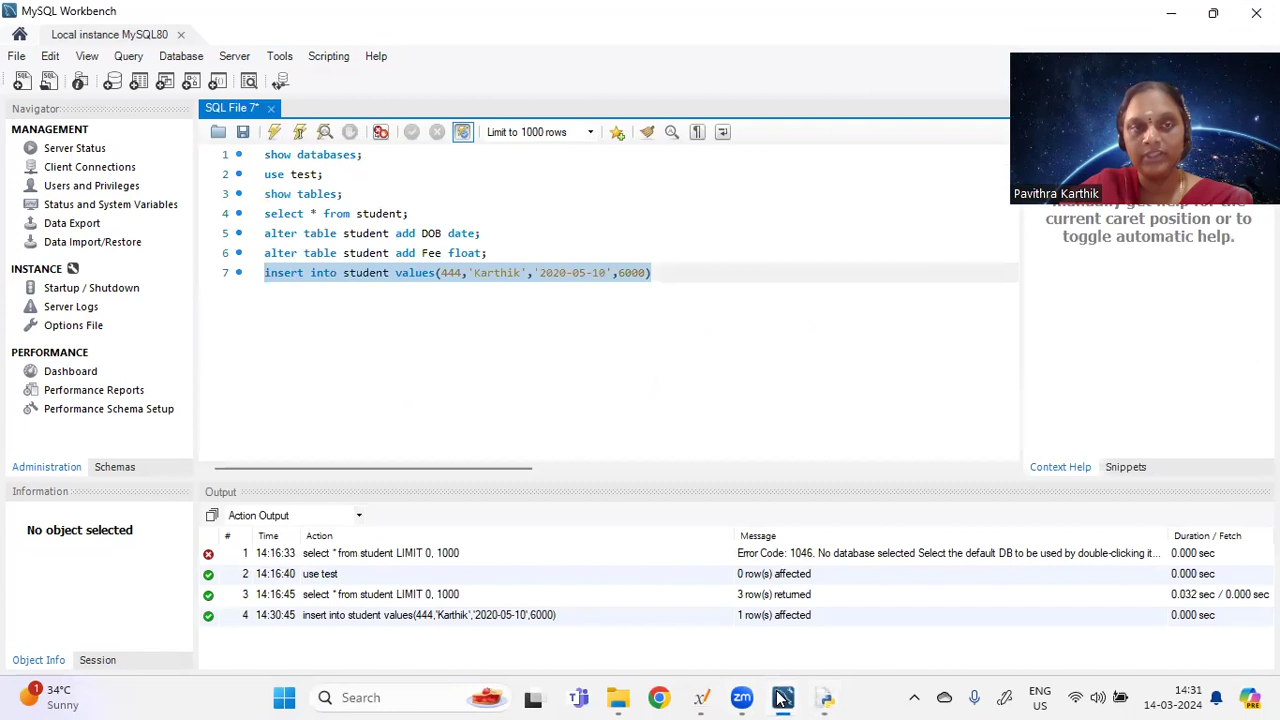 MySQL Workbench
Local instance MySQL80
File Edit View Query Database Server Tools Scripting Help
Navigator
MANAGEMENT
Server Status
Client Connections
Users and Privileges
Status and System Variables
Data Export
Data Import/Restore
INSTANCE
Startup / Shutdown
Server Logs
Options File
PERFORMANCE
Dashboard
Performance Reports
Performance Schema Setup
Administration Schemas
Information
No object selected
Object Info Session
SQL File 7*
Limit to 1000 rows
1 show databases;
2 use test;
3 show tables;
4 select * from student;
5 alter table student add DOB date;
6 alter table student add Fee float;
7 insert into student values(444,'Karthik','2020-05-10',6000)
Pavithra Karthik
manually get help for the
current caret position or to
toggle automatic help.
Context Help Snippets
Output
Action Output
# Time Action Message Duration / Fetch
1 14:16:33 select * from student LIMIT 0, 1000 Error Code: 1046. No database selected Select the default DB to be used by double-clicking it... 0.000 sec
2 14:16:40 use test 0 row(s) affected 0.000 sec
3 14:16:45 select * from student LIMIT 0, 1000 3 row(s) returned 0.032 sec / 0.000 sec
4 14:30:45 insert into student values(444,'Karthik','2020-05-10',6000) 1 row(s) affected 0.000 sec
1
34°C
Sunny
Search
zm
ENG
US
14:31
14-03-2024
PRE